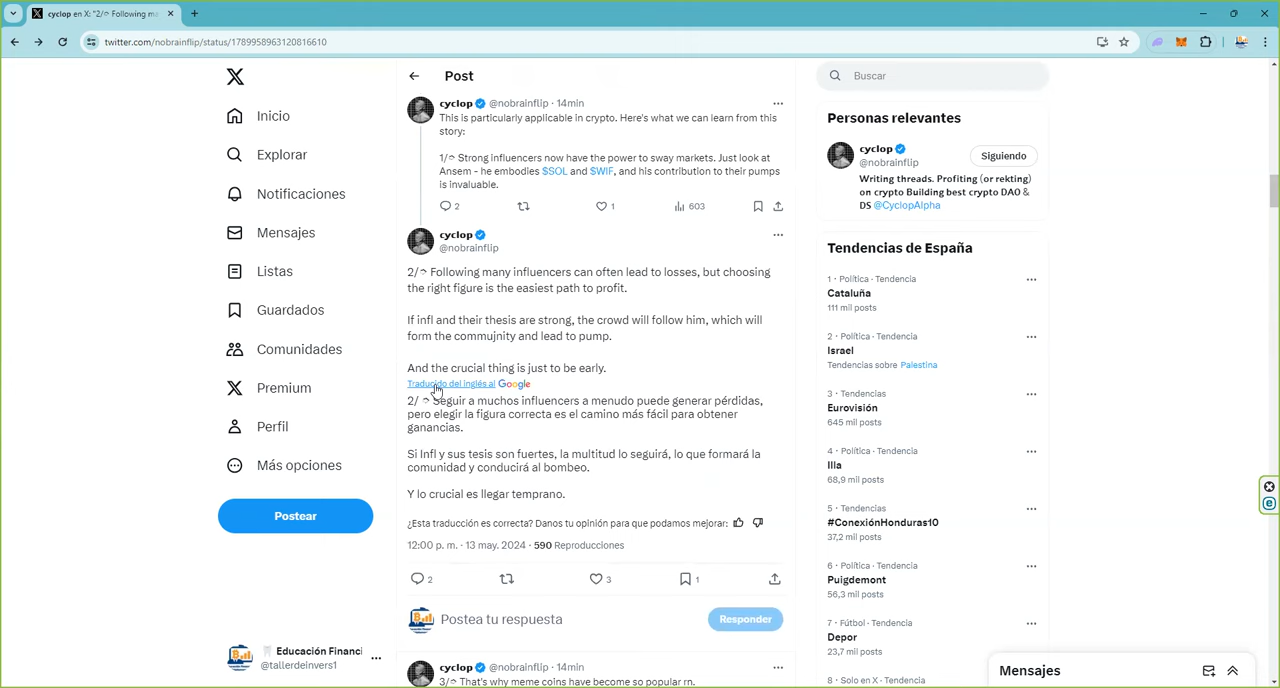 cyclop en X: "2/ Following ma
twitter.com/nobrainflip/status/1789958963120816610
Inicio
Explorar
Notificaciones
Mensajes
Listas
Guardados
Comunidades
Premium
Perfil
Más opciones
Postear
Educación Financi
@tallerdeinvers1
Post
cyclop @nobrainflip · 14min
This is particularly applicable in crypto. Here's what we can learn from this
story:
1/ Strong influencers now have the power to sway markets. Just look at
Ansem - he embodies $SOL and $WIF, and his contribution to their pumps
is invaluable.
2
1
603
cyclop
@nobrainflip
2/ Following many influencers can often lead to losses, but choosing
the right figure is the easiest path to profit.
If infl and their thesis are strong, the crowd will follow him, which will
form the commujnity and lead to pump.
And the crucial thing is just to be early.
Traducido del inglés al Google
2/ Seguir a muchos influencers a menudo puede generar pérdidas,
pero elegir la figura correcta es el camino más fácil para obtener
ganancias.
Si Infl y sus tesis son fuertes, la multitud lo seguirá, lo que formará la
comunidad y conducirá al bombeo.
Y lo crucial es llegar temprano.
¿Esta traducción es correcta? Danos tu opinión para que podamos mejorar:
12:00 p. m. · 13 may. 2024 · 590 Reproducciones
2
3
1
Postea tu respuesta
Responder
cyclop @nobrainflip · 14min
3/ That's why meme coins have become so popular rn.
Buscar
Personas relevantes
cyclop
@nobrainflip
Siguiendo
Writing threads. Profiting (or rekting)
on crypto Building best crypto DAO &
DS @CyclopAlpha
Tendencias de España
1 · Política · Tendencia
Cataluña
111 mil posts
2 · Política · Tendencia
Israel
Tendencias sobre Palestina
3 · Tendencias
Eurovisión
645 mil posts
4 · Política · Tendencia
Illa
68,9 mil posts
5 · Tendencias
#ConexiónHonduras10
37,2 mil posts
6 · Política · Tendencia
Puigdemont
56,3 mil posts
7 · Fútbol · Tendencia
Depor
23,7 mil posts
8 · Solo en X · Tendencia
Mensajes